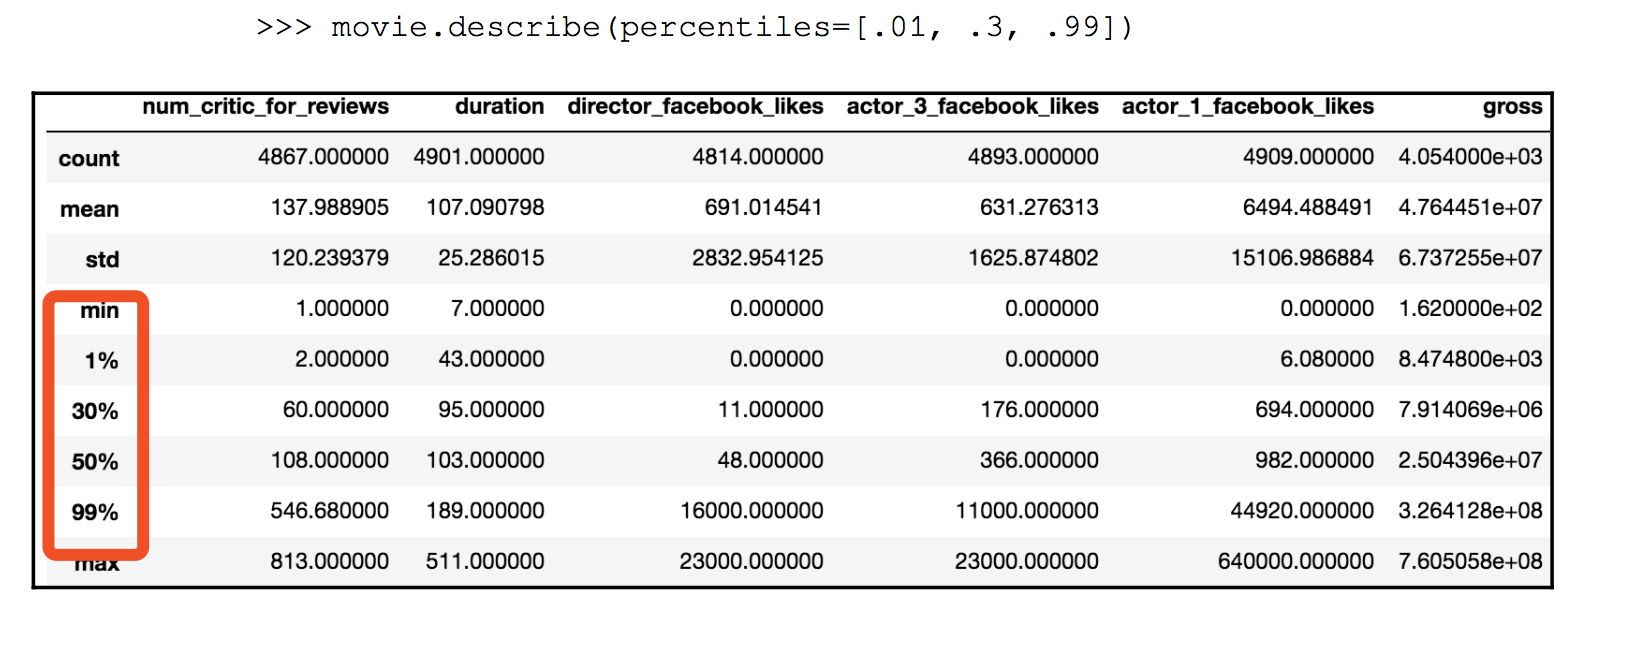 >>> movie.describe(percentiles=[.01, .3, .99])
num_critic_for_reviews duration director_facebook_likes actor_3_facebook_likes actor_1_facebook_likes gross
count 4867.000000 4901.000000 4814.000000 4893.000000 4909.000000 4.054000e+03
mean 137.988905 107.090798 691.014541 631.276313 6494.488491 4.764451e+07
std 120.239379 25.286015 2832.954125 1625.874802 15106.986884 6.737255e+07
min 1.000000 7.000000 0.000000 0.000000 0.000000 1.620000e+02
1% 2.000000 43.000000 0.000000 0.000000 6.080000 8.474800e+03
30% 60.000000 95.000000 11.000000 176.000000 694.000000 7.914069e+06
50% 108.000000 103.000000 48.000000 366.000000 982.000000 2.504396e+07
99% 546.680000 189.000000 16000.000000 11000.000000 44920.000000 3.264128e+08
max 813.000000 511.000000 23000.000000 23000.000000 640000.000000 7.605058e+08